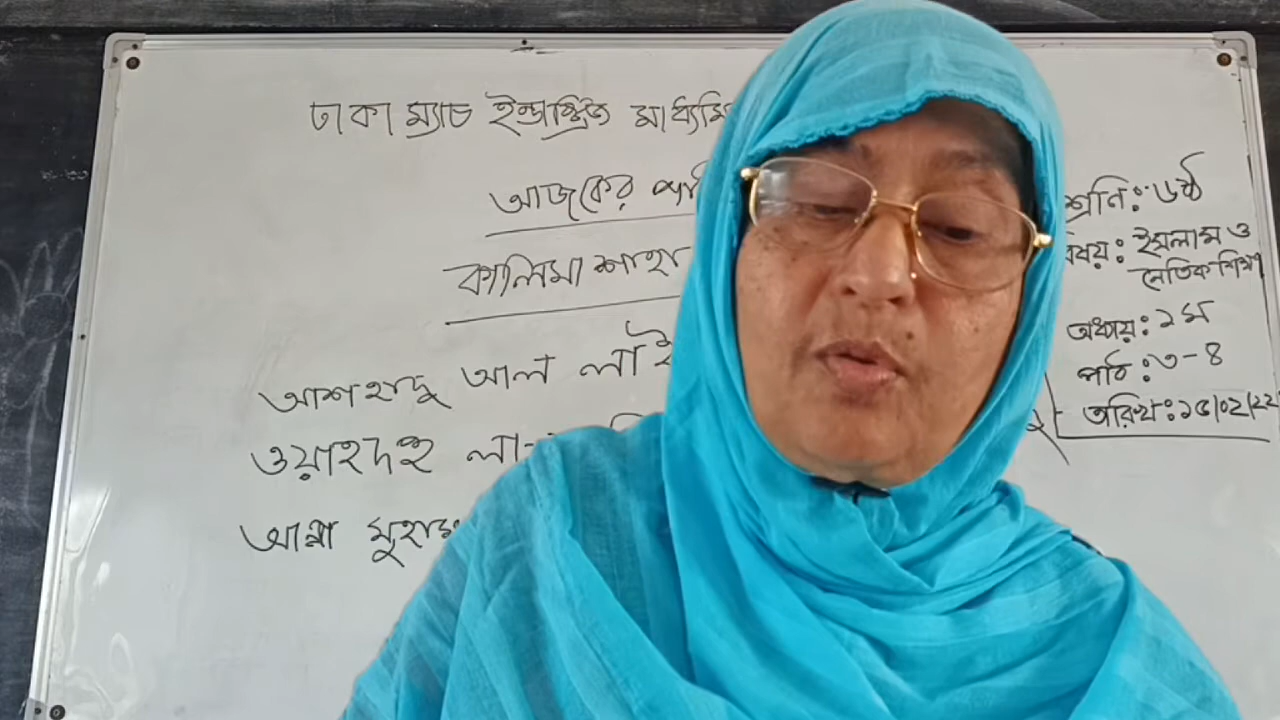 ঢাকা ম্যাচ ইন্ডাষ্ট্রিজ মাধ্যমি
আজকের
কালিমা শাহা
আশহাদু আল লাই
ওয়াহদাহু লা-
আন্না মুহাম্ম
শ্রেণি: ৬ষ্ঠ
বিষয়: ইসলাম ও
নৈতিক শিক্ষা
অধ্যায়: ১ম
পাঠ: ৩-৪
তারিখ: ১৫/০২/২২